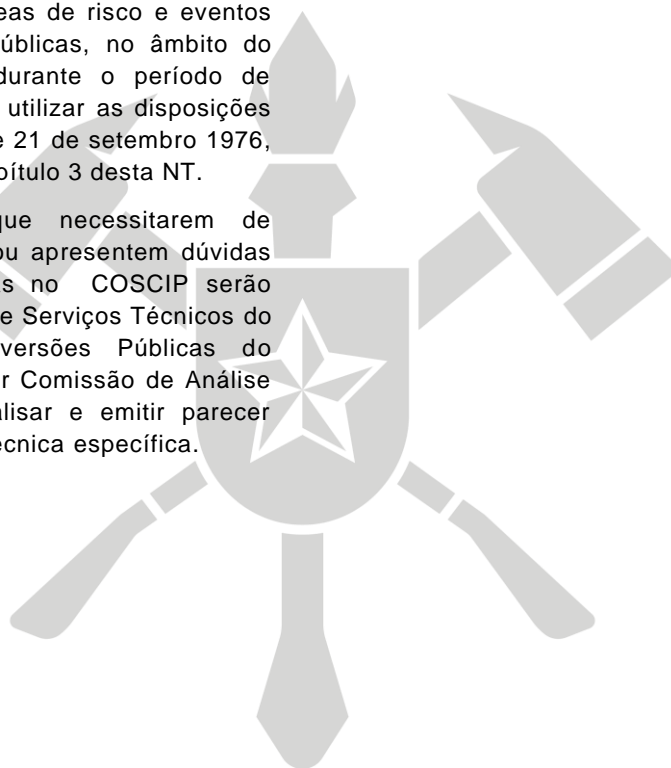 eas de risco e eventos
úblicas, no âmbito do
durante o período de
utilizar as disposições
e 21 de setembro 1976,
pítulo 3 desta NT.
que necessitarem de
ou apresentem dúvidas
as no COSCIP serão
e Serviços Técnicos do
versões Públicas do
r Comissão de Análise
alisar e emitir parecer
écnica específica.